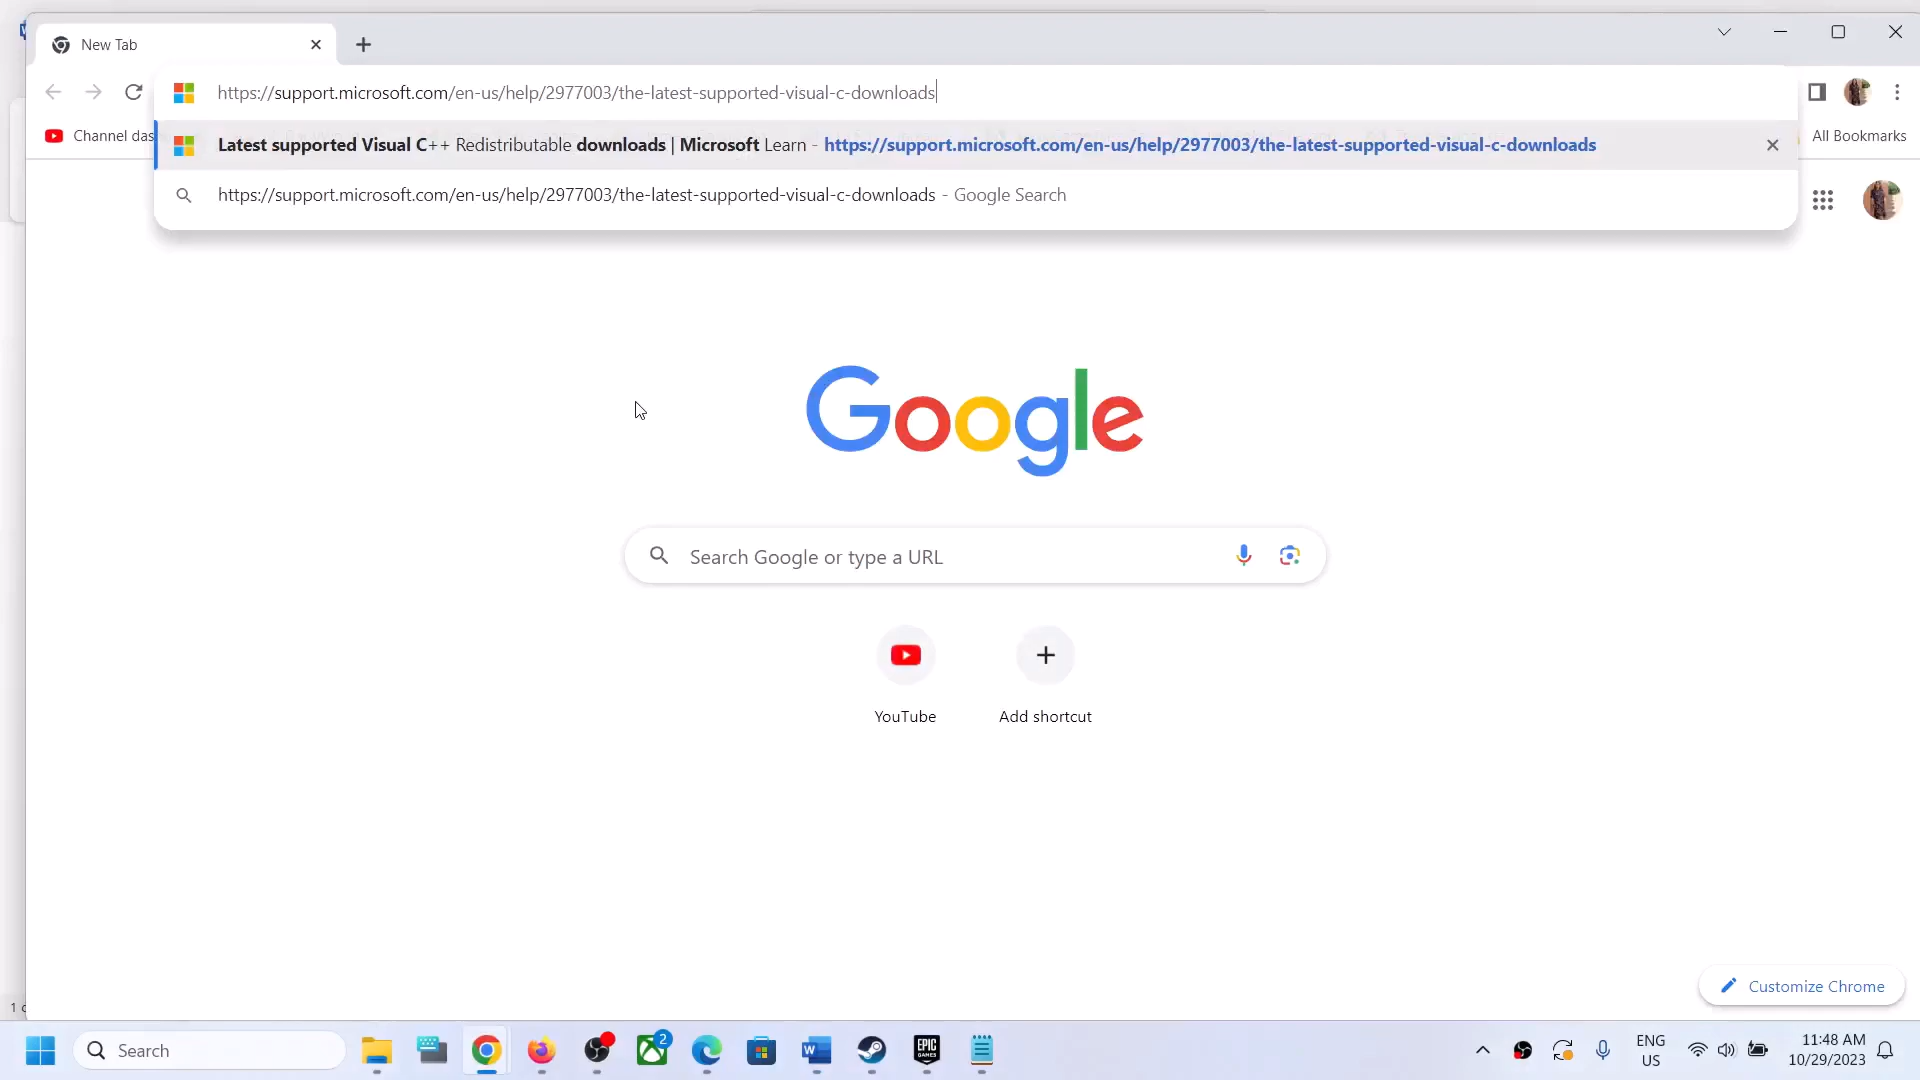 New Tab
https://support.microsoft.com/en-us/help/2977003/the-latest-supported-visual-c-downloads
Channel das
Latest supported Visual C++ Redistributable downloads | Microsoft Learn - https://support.microsoft.com/en-us/help/2977003/the-latest-supported-visual-c-downloads
All Bookmarks
https://support.microsoft.com/en-us/help/2977003/the-latest-supported-visual-c-downloads - Google Search
Google
Search Google or type a URL
YouTube
Add shortcut
Customize Chrome
Search
2
EPIC
GAMES
ENG
US
11:48 AM
10/29/2023